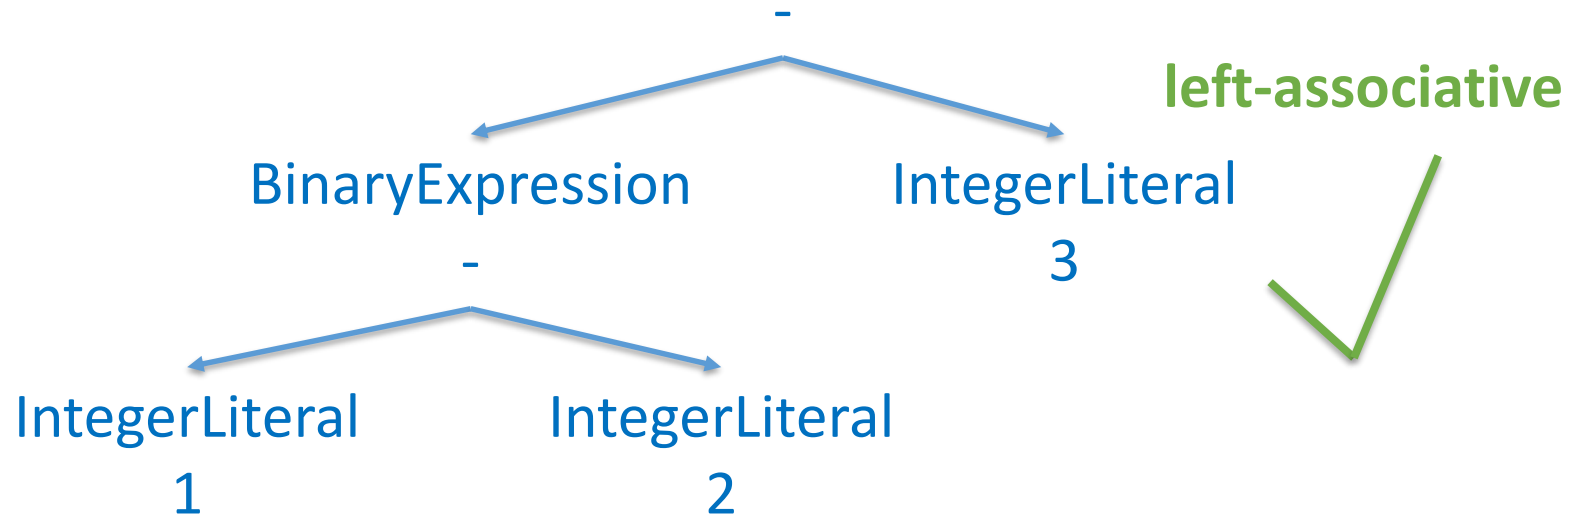 -
left-associative
BinaryExpression
IntegerLiteral
-
3
IntegerLiteral
IntegerLiteral
1
2